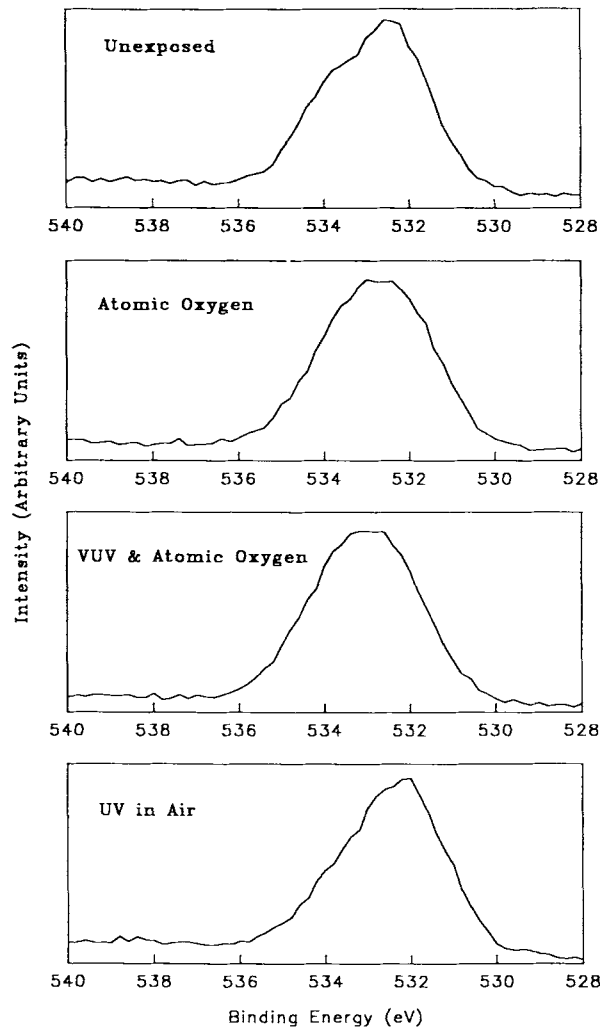 Unexposed
540 538 536 534 532 530 528
Atomic Oxygen
540 538 536 534 532 530 528
VUV & Atomic Oxygen
540 538 536 534 532 530 528
UV in Air
540 538 536 534 532 530 528
Binding Energy (eV)
Intensity (Arbitrary Units)